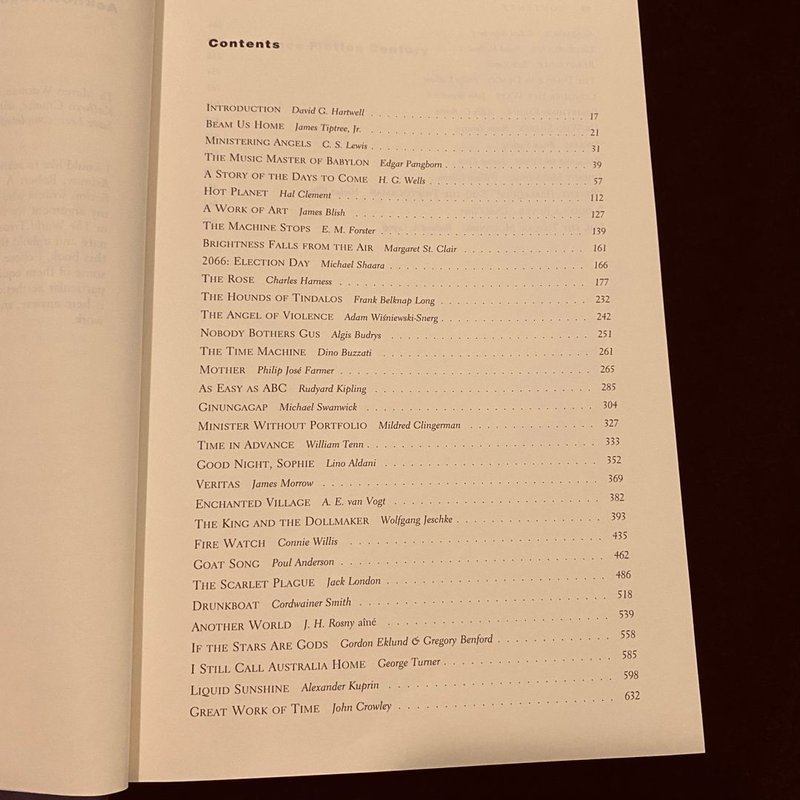 Contents
INTRODUCTION David G. Hartwell . . . . . . . . . . . . . . . . . . . . . . . . . 17
BEAM US HOME James Tiptree, Jr. . . . . . . . . . . . . . . . . . . . . . . . . . 21
MINISTERING ANGELS C. S. Lewis . . . . . . . . . . . . . . . . . . . . . . . . . 31
THE MUSIC MASTER OF BABYLON Edgar Pangborn . . . . . . . . . . . . . . . . . 39
A STORY OF THE DAYS TO COME H. G. Wells . . . . . . . . . . . . . . . . . . . 57
HOT PLANET Hal Clement . . . . . . . . . . . . . . . . . . . . . . . . . . . . . 112
A WORK OF ART James Blish . . . . . . . . . . . . . . . . . . . . . . . . . . . . 127
THE MACHINE STOPS E. M. Forster . . . . . . . . . . . . . . . . . . . . . . . . 139
BRIGHTNESS FALLS FROM THE AIR Margaret St. Clair . . . . . . . . . . . . . . . 161
2066: ELECTION DAY Michael Shaara . . . . . . . . . . . . . . . . . . . . . . . 166
THE ROSE Charles Harness . . . . . . . . . . . . . . . . . . . . . . . . . . . . 177
THE HOUNDS OF TINDALOS Frank Belknap Long . . . . . . . . . . . . . . . . . . 232
THE ANGEL OF VIOLENCE Adam Wiśniewski-Snerg . . . . . . . . . . . . . . . . . 242
NOBODY BOTHERS GUS Algis Budrys . . . . . . . . . . . . . . . . . . . . . . . . 251
THE TIME MACHINE Dino Buzzati . . . . . . . . . . . . . . . . . . . . . . . . . 261
MOTHER Philip José Farmer . . . . . . . . . . . . . . . . . . . . . . . . . . . . 265
AS EASY AS ABC Rudyard Kipling . . . . . . . . . . . . . . . . . . . . . . . . . 285
GINUNGAGAP Michael Swanwick . . . . . . . . . . . . . . . . . . . . . . . . . . 304
MINISTER WITHOUT PORTFOLIO Mildred Clingerman . . . . . . . . . . . . . . . . 327
TIME IN ADVANCE William Tenn . . . . . . . . . . . . . . . . . . . . . . . . . . 333
GOOD NIGHT, SOPHIE Lino Aldani . . . . . . . . . . . . . . . . . . . . . . . . . 352
VERITAS James Morrow . . . . . . . . . . . . . . . . . . . . . . . . . . . . . . 369
ENCHANTED VILLAGE A. E. van Vogt . . . . . . . . . . . . . . . . . . . . . . . . 382
THE KING AND THE DOLLMAKER Wolfgang Jeschke . . . . . . . . . . . . . . . . . 393
FIRE WATCH Connie Willis . . . . . . . . . . . . . . . . . . . . . . . . . . . . 435
GOAT SONG Poul Anderson . . . . . . . . . . . . . . . . . . . . . . . . . . . . . 462
THE SCARLET PLAGUE Jack London . . . . . . . . . . . . . . . . . . . . . . . . . 486
DRUNKBOAT Cordwainer Smith . . . . . . . . . . . . . . . . . . . . . . . . . . . 518
ANOTHER WORLD J. H. Rosny aîné . . . . . . . . . . . . . . . . . . . . . . . . . 539
IF THE STARS ARE GODS Gordon Eklund & Gregory Benford . . . . . . . . . . . . 558
I STILL CALL AUSTRALIA HOME George Turner . . . . . . . . . . . . . . . . . . . 585
LIQUID SUNSHINE Alexander Kuprin . . . . . . . . . . . . . . . . . . . . . . . . 598
GREAT WORK OF TIME John Crowley . . . . . . . . . . . . . . . . . . . . . . . . 632